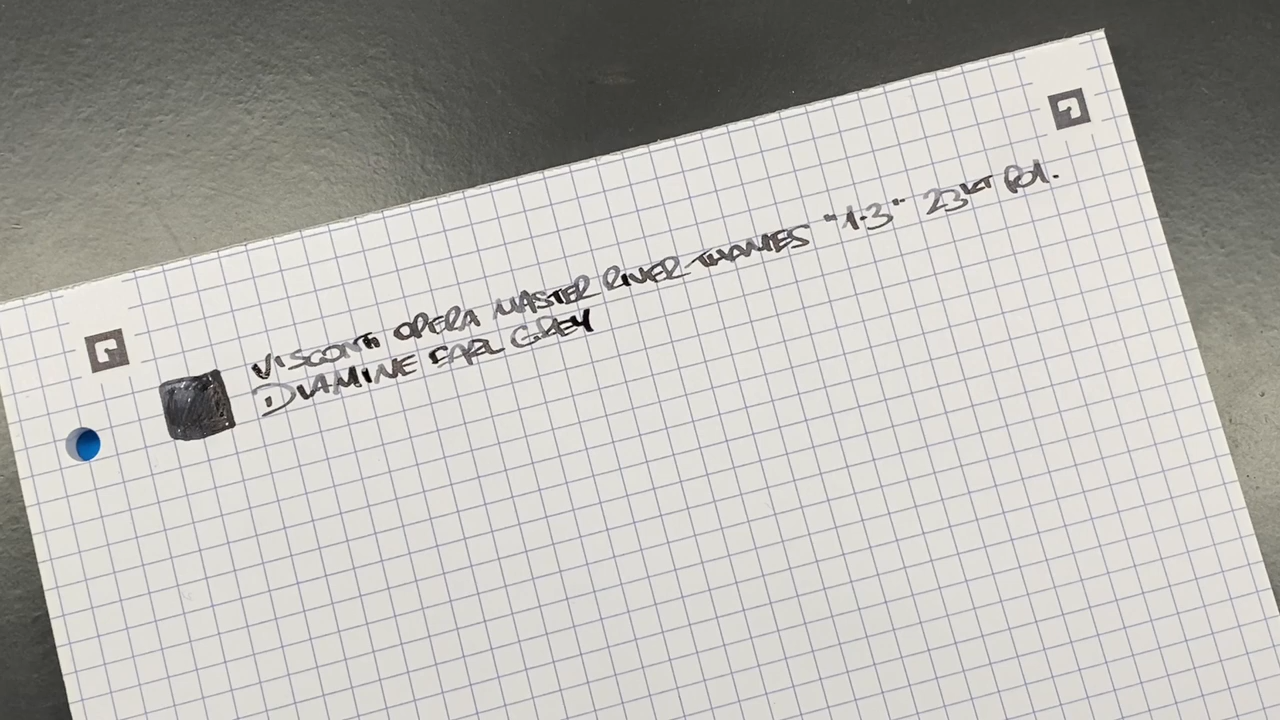 VISCONTI OPERA MASTER RIVER THAMES "1.3" 23KT Pd.
DIAMINE EARL GREY